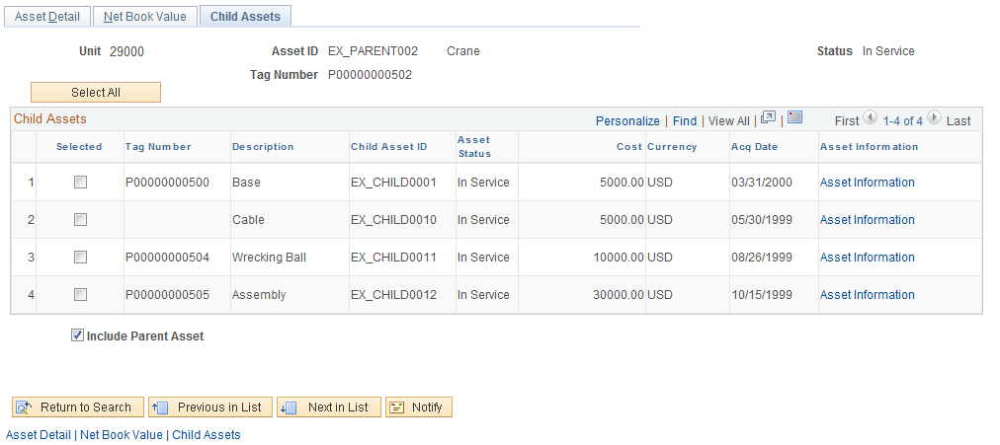 Asset Detail Net Book Value Child Assets
Unit 29000 Asset ID EX_PARENT002 Crane Status In Service
Tag Number P00000000502
Select All
Child Assets Personalize | Find | View All | | First 1-4 of 4 Last
Selected Tag Number Description Child Asset ID Asset Status Cost Currency Acq Date Asset Information
1 P00000000500 Base EX_CHILD0001 In Service 5000.00 USD 03/31/2000 Asset Information
2 Cable EX_CHILD0010 In Service 5000.00 USD 05/30/1999 Asset Information
3 P00000000504 Wrecking Ball EX_CHILD0011 In Service 10000.00 USD 08/26/1999 Asset Information
4 P00000000505 Assembly EX_CHILD0012 In Service 30000.00 USD 10/15/1999 Asset Information
Include Parent Asset
Return to Search Previous in List Next in List Notify
Asset Detail | Net Book Value | Child Assets